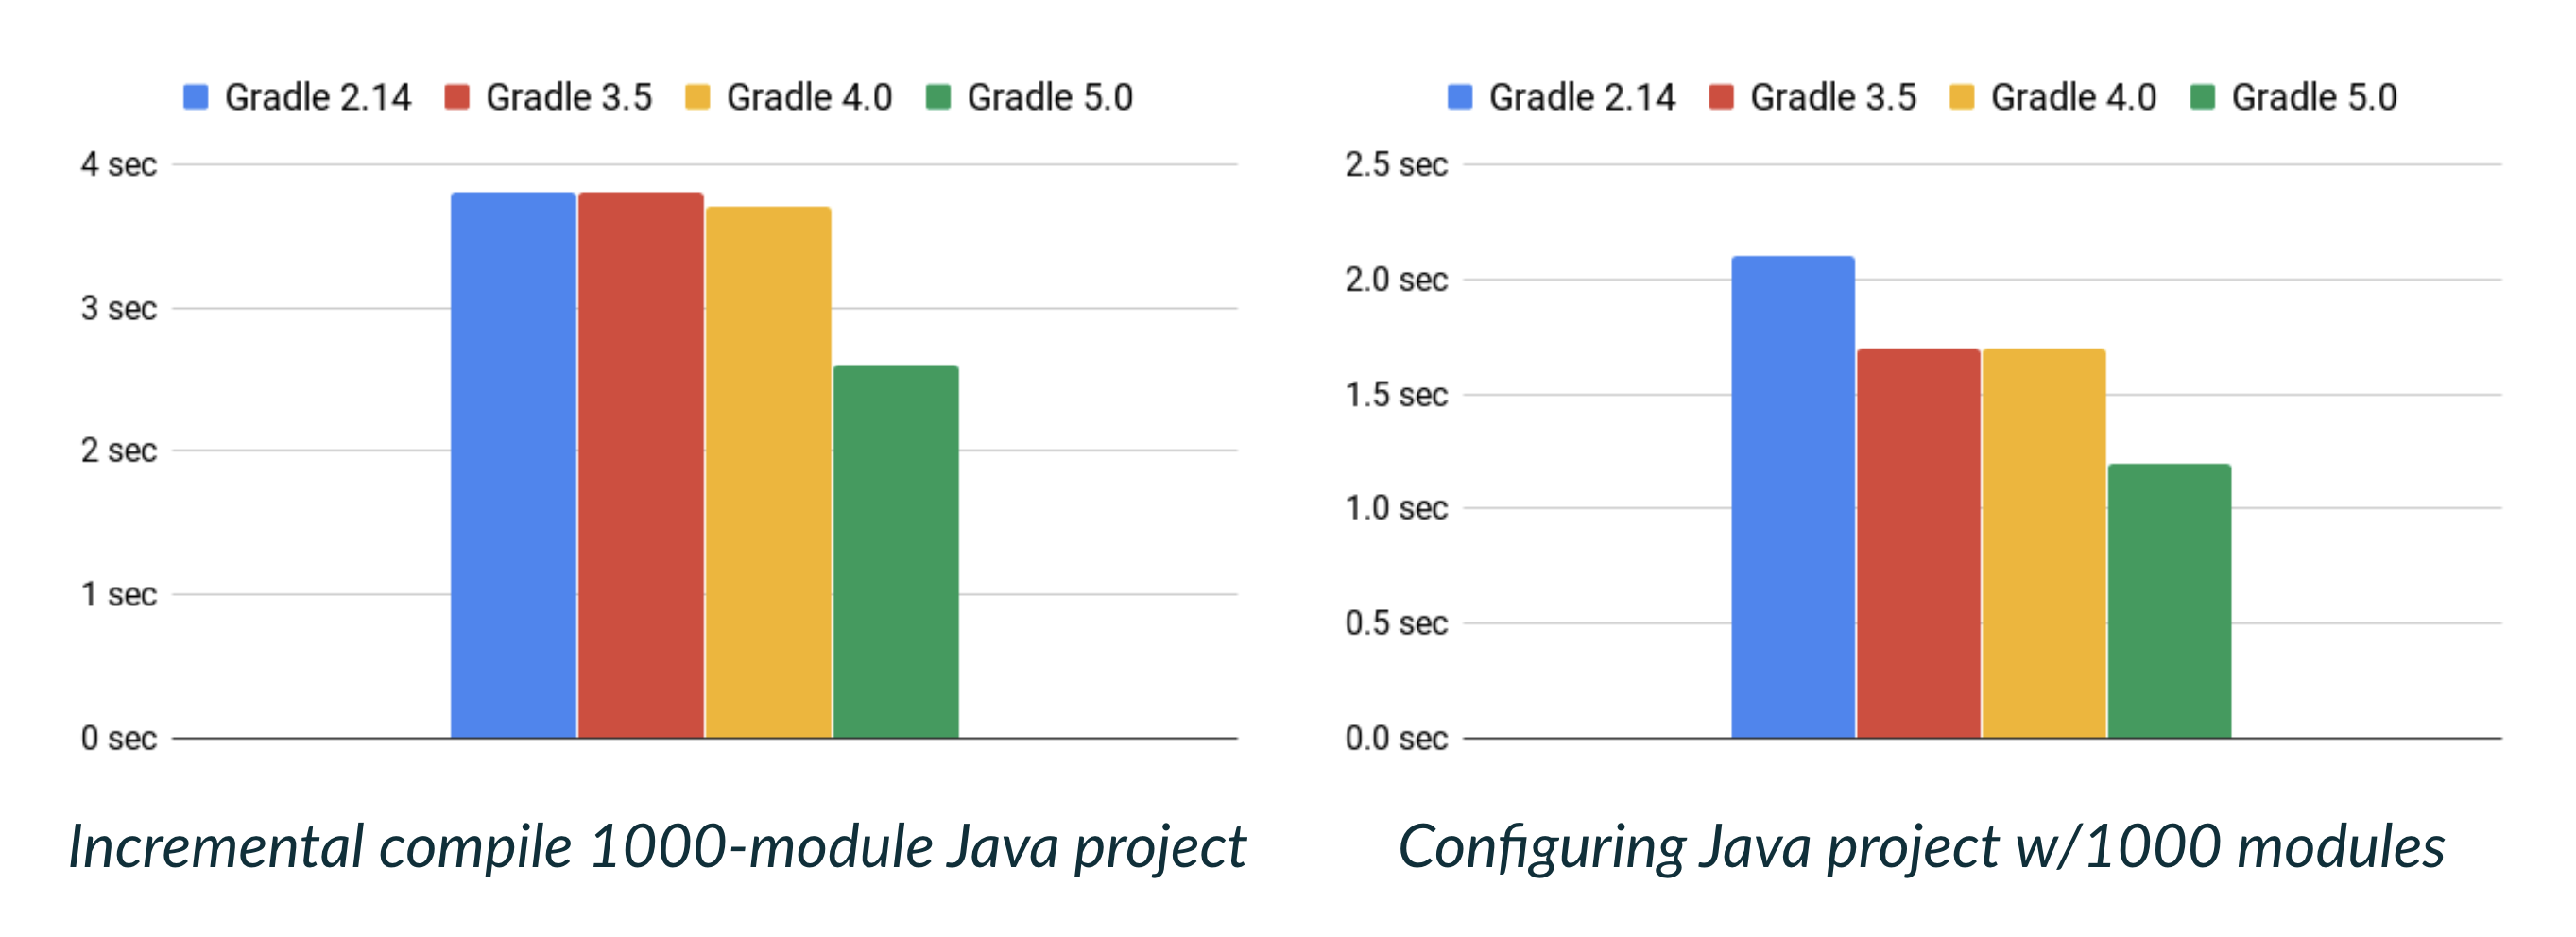 Gradle 2.14 Gradle 3.5 Gradle 4.0 Gradle 5.0
4 sec
3 sec
2 sec
1 sec
0 sec
Incremental compile 1000-module Java project
Gradle 2.14 Gradle 3.5 Gradle 4.0 Gradle 5.0
2.5 sec
2.0 sec
1.5 sec
1.0 sec
0.5 sec
0.0 sec
Configuring Java project w/1000 modules